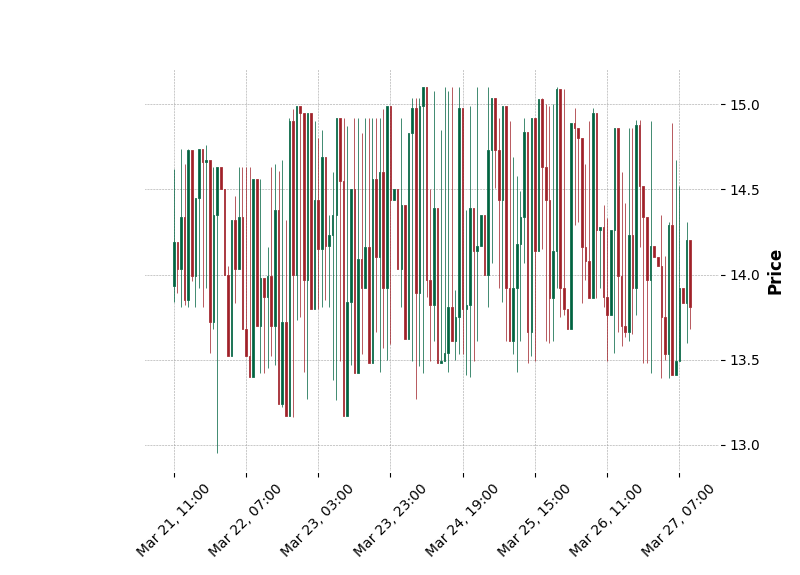 15.0
14.5
14.0
13.5
13.0
Price
Mar 21, 11:00
Mar 22, 07:00
Mar 23, 03:00
Mar 23, 23:00
Mar 24, 19:00
Mar 25, 15:00
Mar 26, 11:00
Mar 27, 07:00